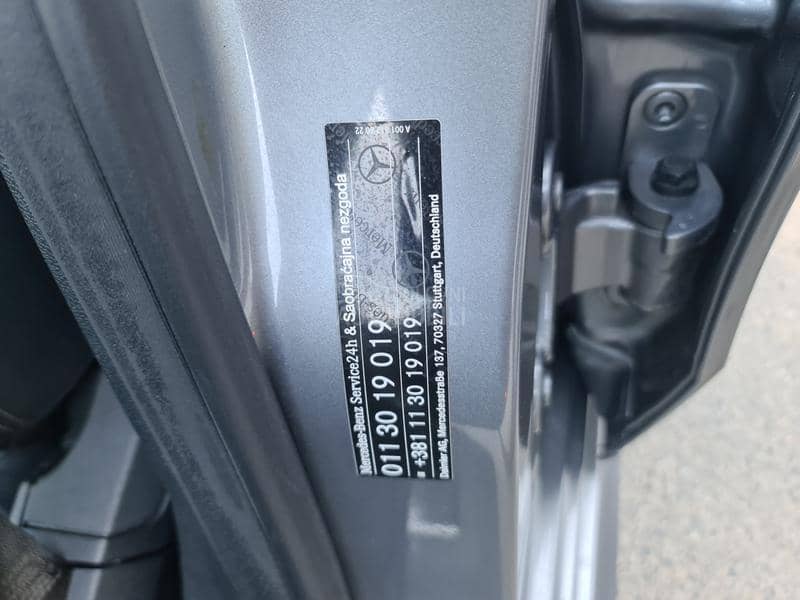 Mercedes-Benz Service24h & Saobraćajna nezgoda
011 30 19 019
+381 11 30 19 019
Daimler AG, Mercedesstraße 137, 70327 Stuttgart, Deutschland